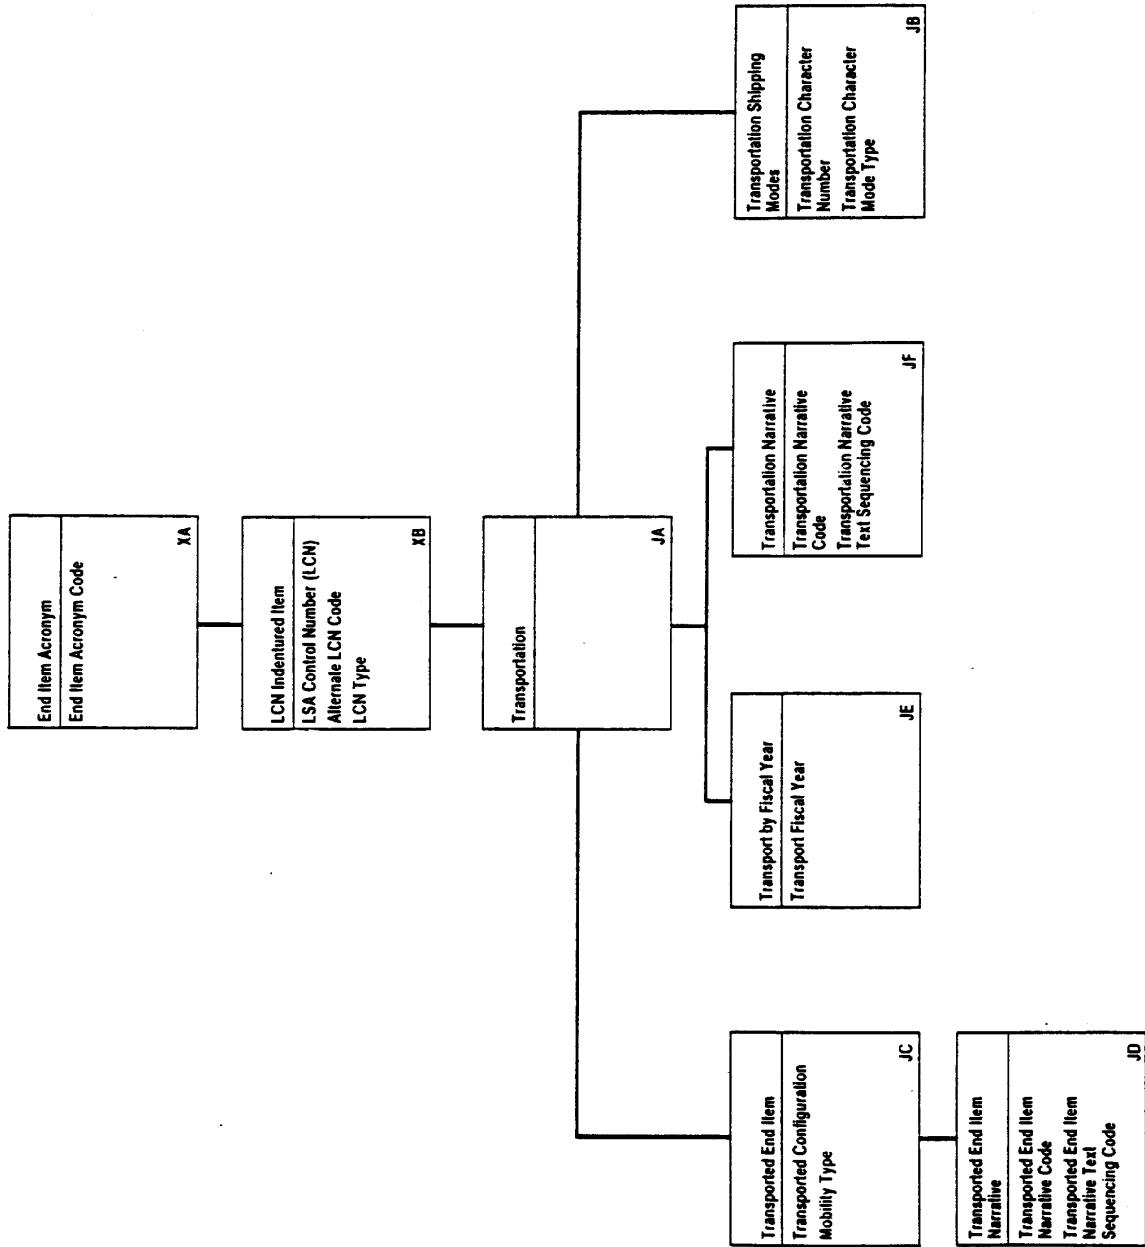 End Item Acronym
End Item Acronym Code
XA
LCN Indentured Item
LSA Control Number (LCN)
Alternate LCN Code
LCN Type
XB
Transportation
JA
Transported End Item
Transported Configuration
Mobility Type
JC
Transport by Fiscal Year
Transport Fiscal Year
JE
Transportation Narrative
Transportation Narrative
Code
Transportation Narrative
Text Sequencing Code
JF
Transportation Shipping
Modes
Transportation Character
Number
Transportation Character
Mode Type
JB
Transported End Item
Narrative
Transported End Item
Narrative Code
Transported End Item
Narrative Text
Sequencing Code
JD